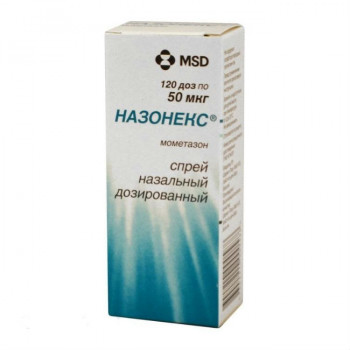 MSD
120 доз по
50 мкг
НАЗОНЕКС®
мометазон
спрей
назальный
дозированный